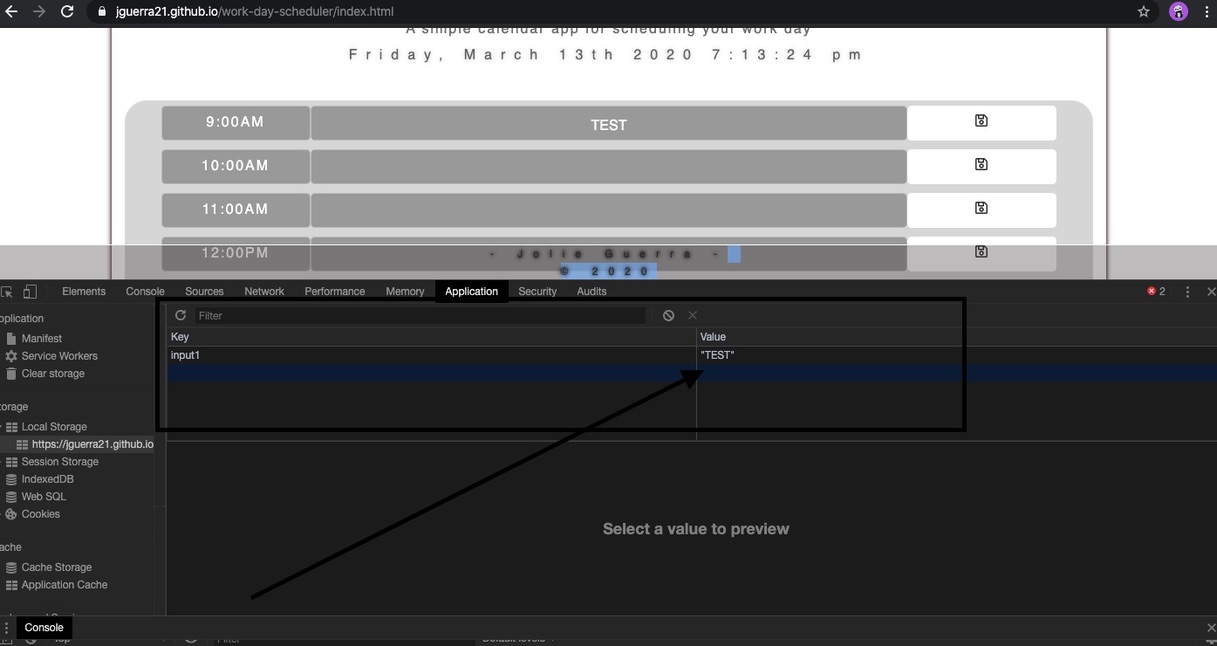 jguerra21.github.io/work-day-scheduler/index.html
A simple calendar app for scheduling your work day
Friday, March 13th 2020 7:13:24 pm
9:00AM TEST
10:00AM
11:00AM
12:00PM
- Jolie Guerra -
© 2020
Elements Console Sources Network Performance Memory Application Security Audits 2
pplication
Manifest
Service Workers
Clear storage
torage
Local Storage
https://jguerra21.github.io
Session Storage
IndexedDB
Web SQL
Cookies
ache
Cache Storage
Application Cache
Filter
Key Value
input1 "TEST"
Select a value to preview
Console
top Filter Default levels